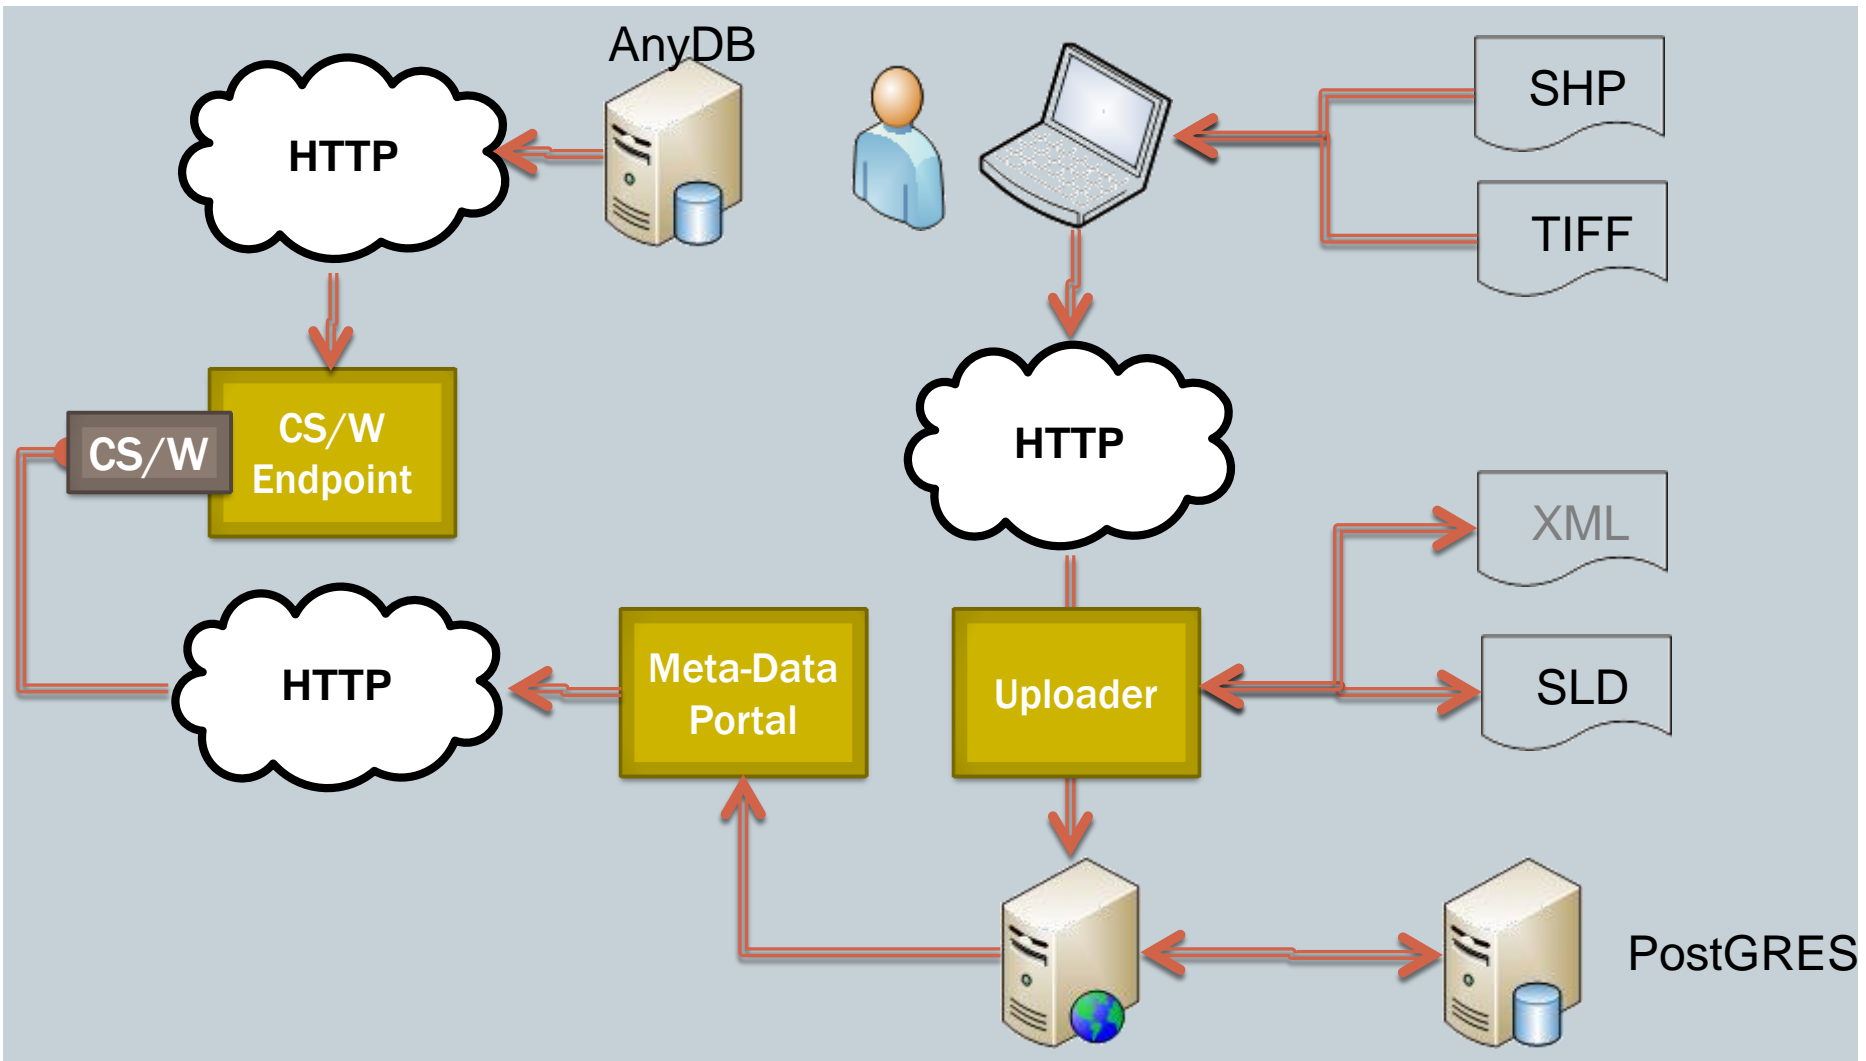 AnyDB
SHP
HTTP
TIFF
CS/W
Endpoint
CS/W
HTTP
XML
HTTP
Meta-Data
Portal
Uploader
SLD
PostGRES